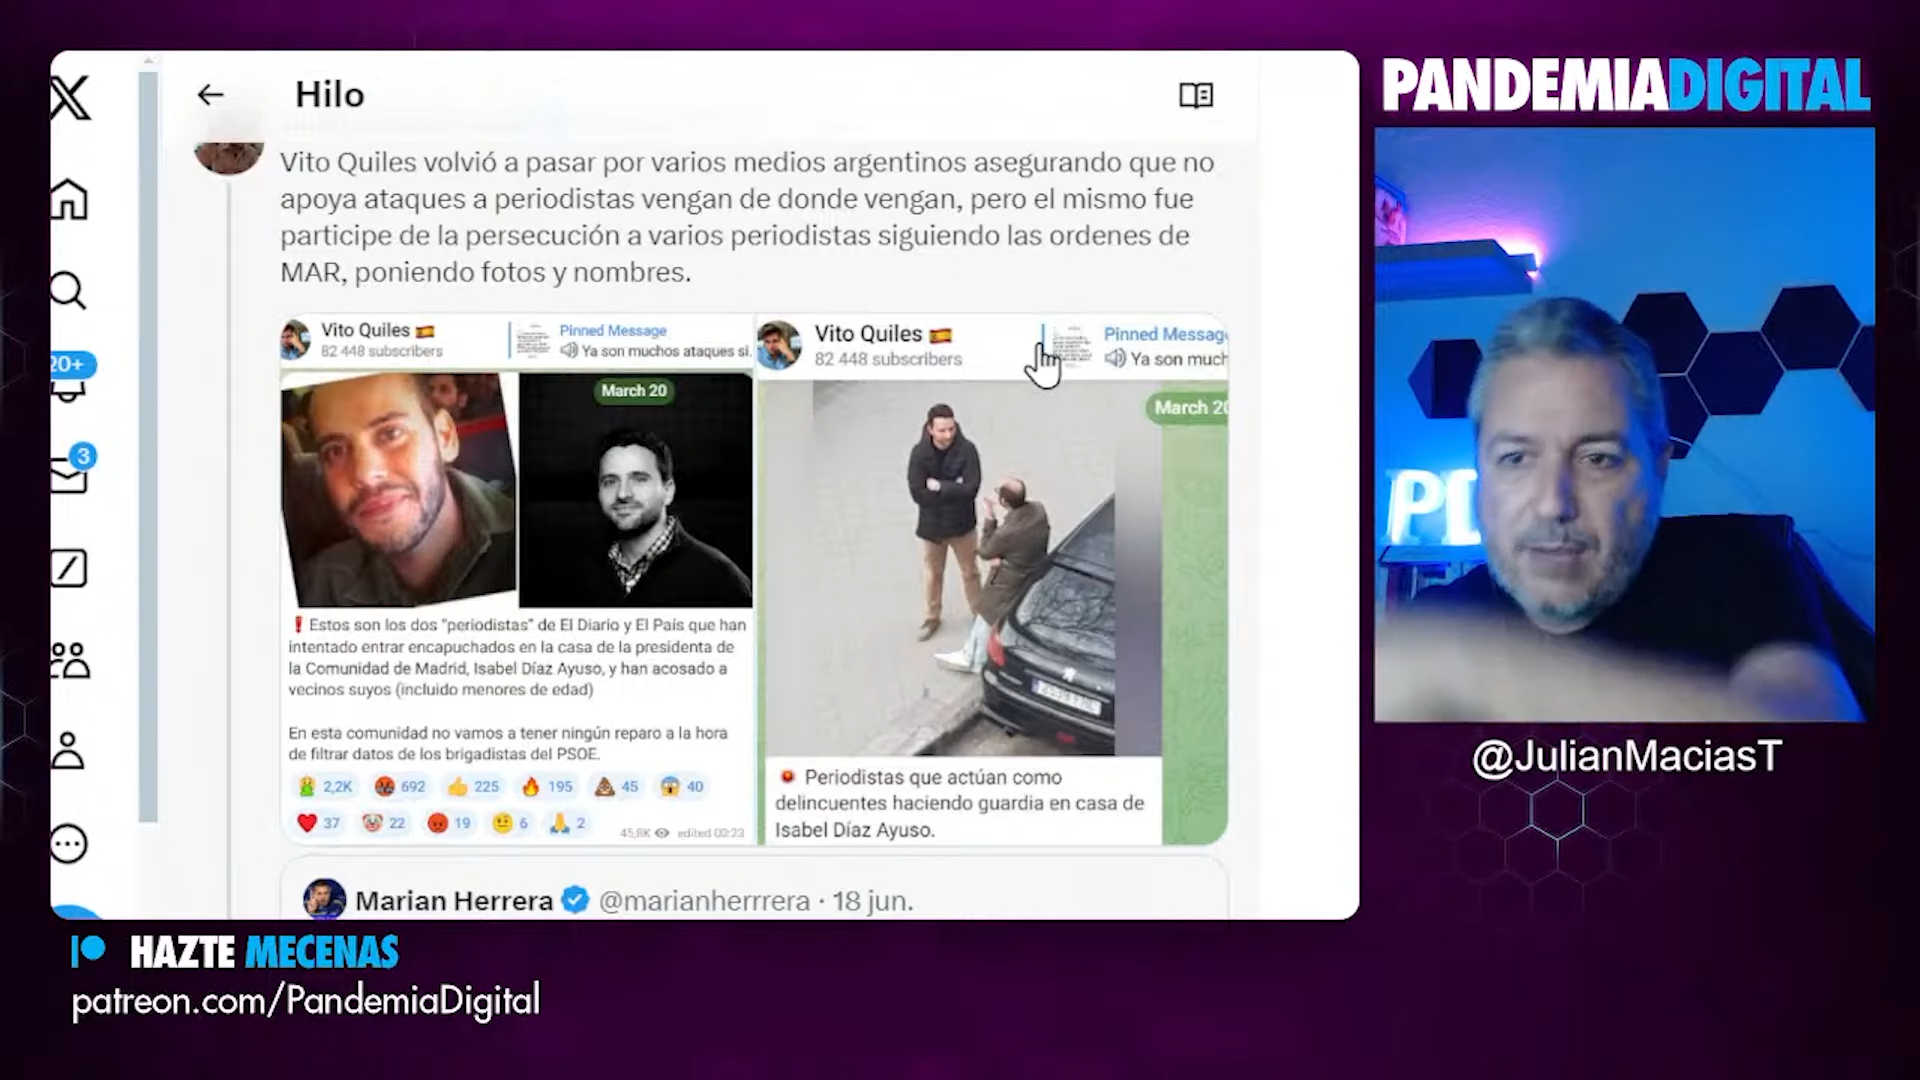 PANDEMIADIGITAL
Hilo
Vito Quiles volvió a pasar por varios medios argentinos asegurando que no
apoya ataques a periodistas vengan de donde vengan, pero el mismo fue
participe de la persecución a varios periodistas siguiendo las ordenes de
MAR, poniendo fotos y nombres.
20+
3
Vito Quiles
82 448 subscribers
Pinned Message
Ya son muchos ataques si.
March 20
Estos son los dos "periodistas" de El Diario y El País que han
intentado entrar encapuchados en la casa de la presidenta de
la Comunidad de Madrid, Isabel Díaz Ayuso, y han acosado a
vecinos suyos (incluido menores de edad)
En esta comunidad no vamos a tener ningún reparo a la hora
de filtrar datos de los brigadistas del PSOE.
2,2K 692 225 195 45 40
37 22 19 6 2
45,8K edited 00:23
Vito Quiles
82 448 subscribers
Pinned Messag
Ya son much
March 20
Periodistas que actúan como
delincuentes haciendo guardia en casa de
Isabel Díaz Ayuso.
Marian Herrera @marianherrrera · 18 jun.
@JulianMaciasT
HAZTE MECENAS
patreon.com/PandemiaDigital